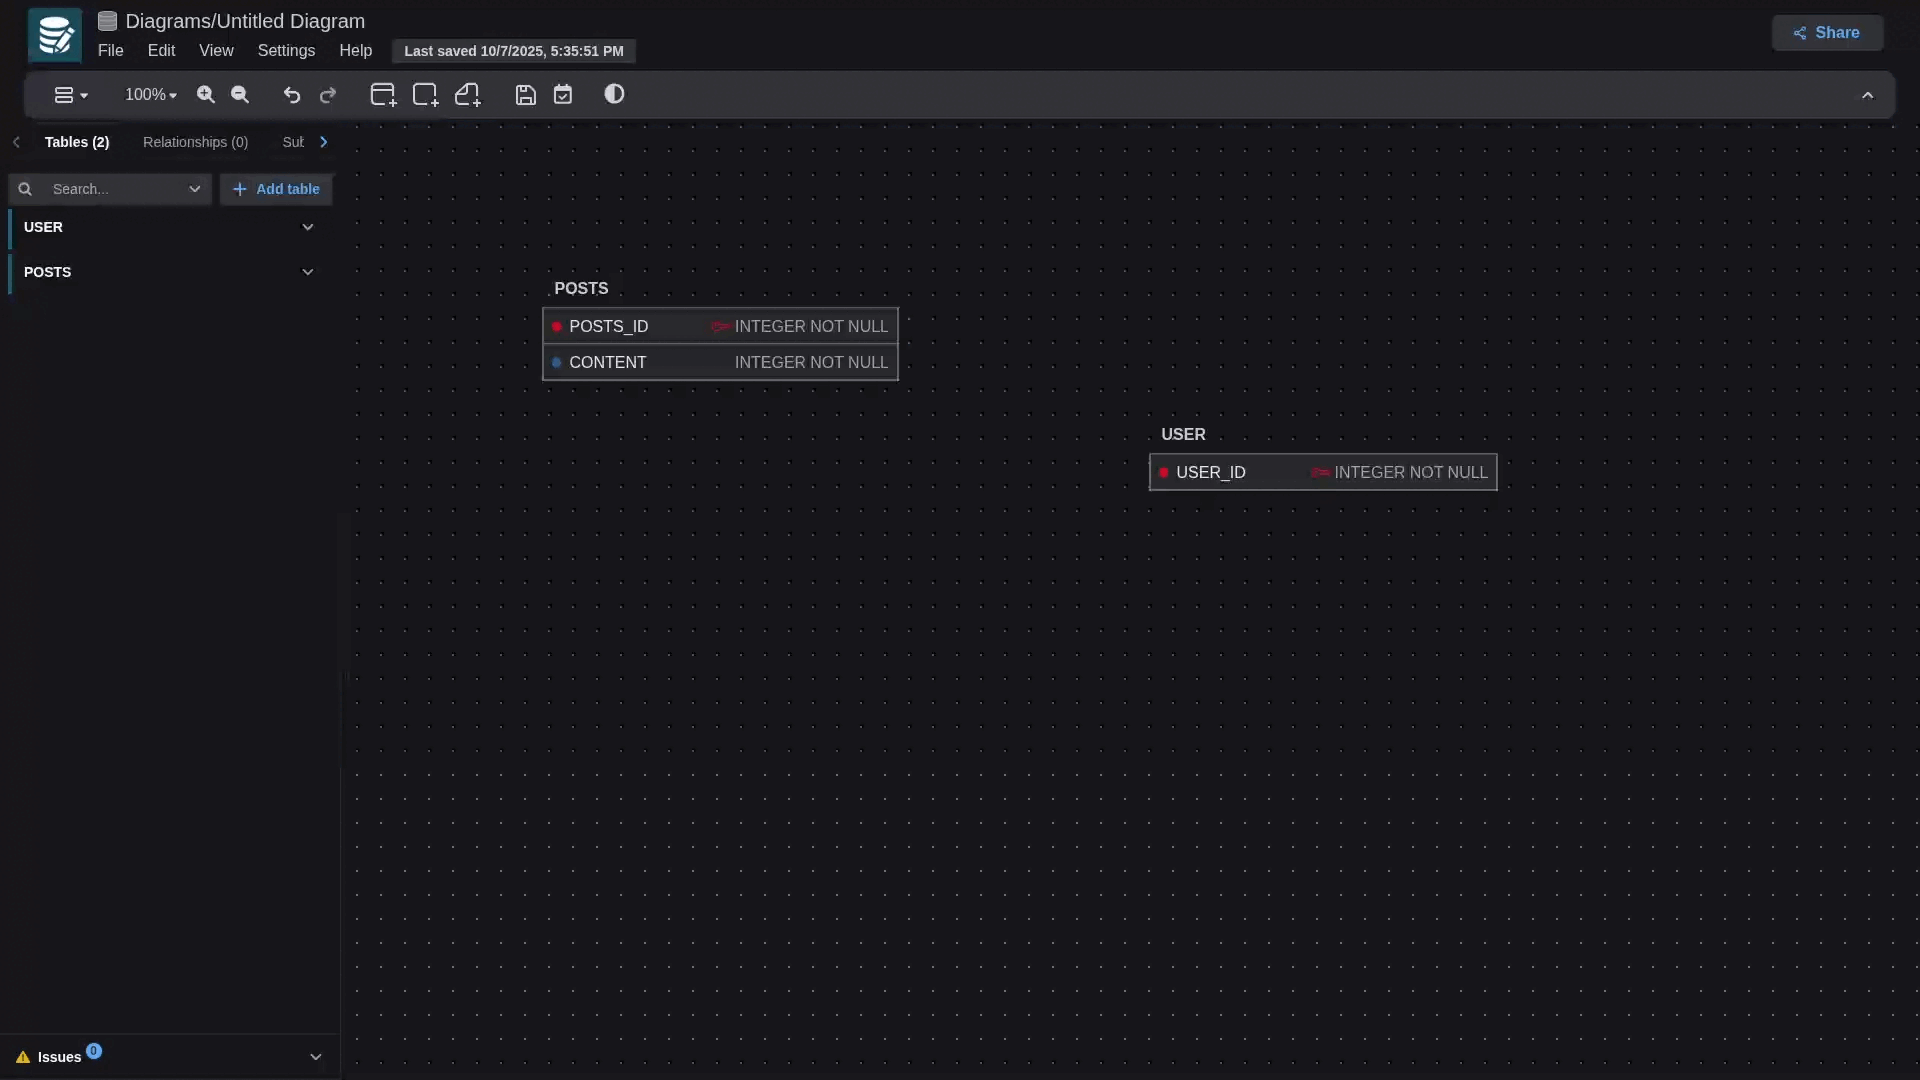 Diagrams/Untitled Diagram
File Edit View Settings Help Last saved 10/7/2025, 5:35:51 PM
Share
100%
Tables (2) Relationships (0) Sub
Search... Add table
USER
POSTS
POSTS
POSTS_ID INTEGER NOT NULL
CONTENT INTEGER NOT NULL
USER
USER_ID INTEGER NOT NULL
Issues 0